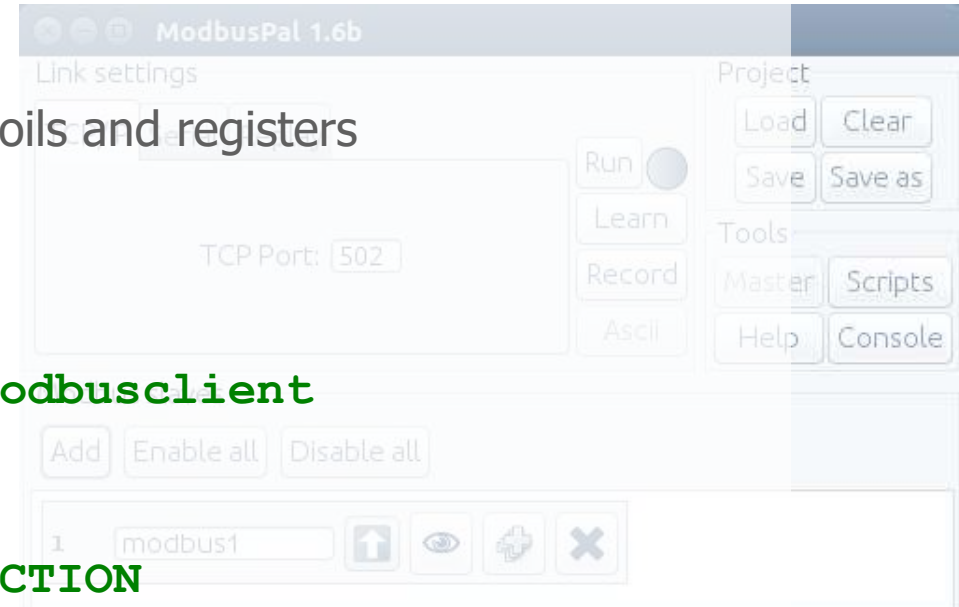 ModbusPal 1.6b
Link settings
Project
oils and registers
Load Clear
Run
Save Save as
Learn
Tools
TCP Port: 502
Record
Master Scripts
Ascii
Help Console
odbusclient
Add Enable all Disable all
1 modbus1
CTION